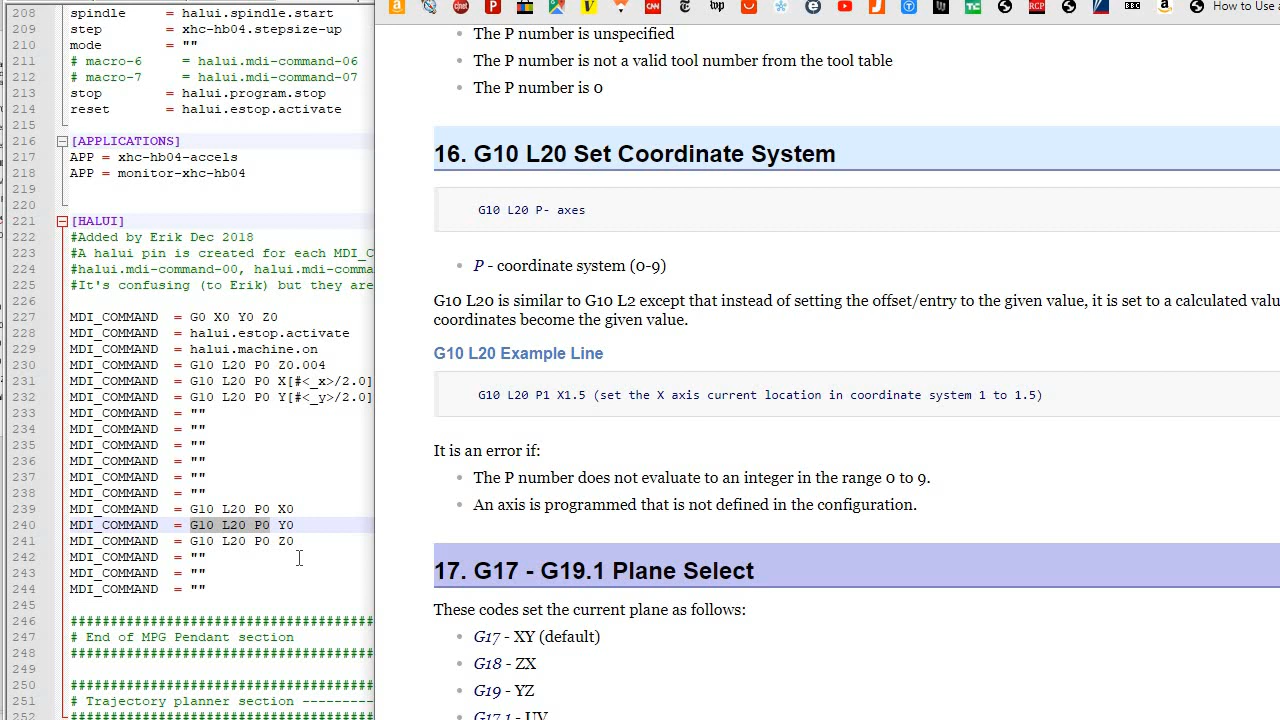 208 spindle = halui.spindle.start
209 step = xhc-hb04.stepsize-up
210 mode = ""
211 # macro-6 = halui.mdi-command-06
212 # macro-7 = halui.mdi-command-07
213 stop = halui.program.stop
214 reset = halui.estop.activate
215
216 [APPLICATIONS]
217 APP = xhc-hb04-accels
218 APP = monitor-xhc-hb04
219
220
221 [HALUI]
222 #Added by Erik Dec 2018
223 #A halui pin is created for each MDI_C
224 #halui.mdi-command-00, halui.mdi-comma
225 #It's confusing (to Erik) but they are
226
227 MDI_COMMAND = G0 X0 Y0 Z0
228 MDI_COMMAND = halui.estop.activate
229 MDI_COMMAND = halui.machine.on
230 MDI_COMMAND = G10 L20 P0 Z0.004
231 MDI_COMMAND = G10 L20 P0 X[#<_x>/2.0]
232 MDI_COMMAND = G10 L20 P0 Y[#<_y>/2.0]
233 MDI_COMMAND = ""
234 MDI_COMMAND = ""
235 MDI_COMMAND = ""
236 MDI_COMMAND = ""
237 MDI_COMMAND = ""
238 MDI_COMMAND = ""
239 MDI_COMMAND = G10 L20 P0 X0
240 MDI_COMMAND = G10 L20 P0 Y0
241 MDI_COMMAND = G10 L20 P0 Z0
242 MDI_COMMAND = ""
243 MDI_COMMAND = ""
244 MDI_COMMAND = ""
245
246 ######################################
247 # End of MPG Pendant section
248 ######################################
249
250 ######################################
251 # Trajectory planner section ---------
252 ######################################
How to Use a
The P number is unspecified
The P number is not a valid tool number from the tool table
The P number is 0
16. G10 L20 Set Coordinate System
G10 L20 P- axes
P - coordinate system (0-9)
G10 L20 is similar to G10 L2 except that instead of setting the offset/entry to the given value, it is set to a calculated valu
coordinates become the given value.
G10 L20 Example Line
G10 L20 P1 X1.5 (set the X axis current location in coordinate system 1 to 1.5)
It is an error if:
The P number does not evaluate to an integer in the range 0 to 9.
An axis is programmed that is not defined in the configuration.
17. G17 - G19.1 Plane Select
These codes set the current plane as follows:
G17 - XY (default)
G18 - ZX
G19 - YZ
G17.1 - UV